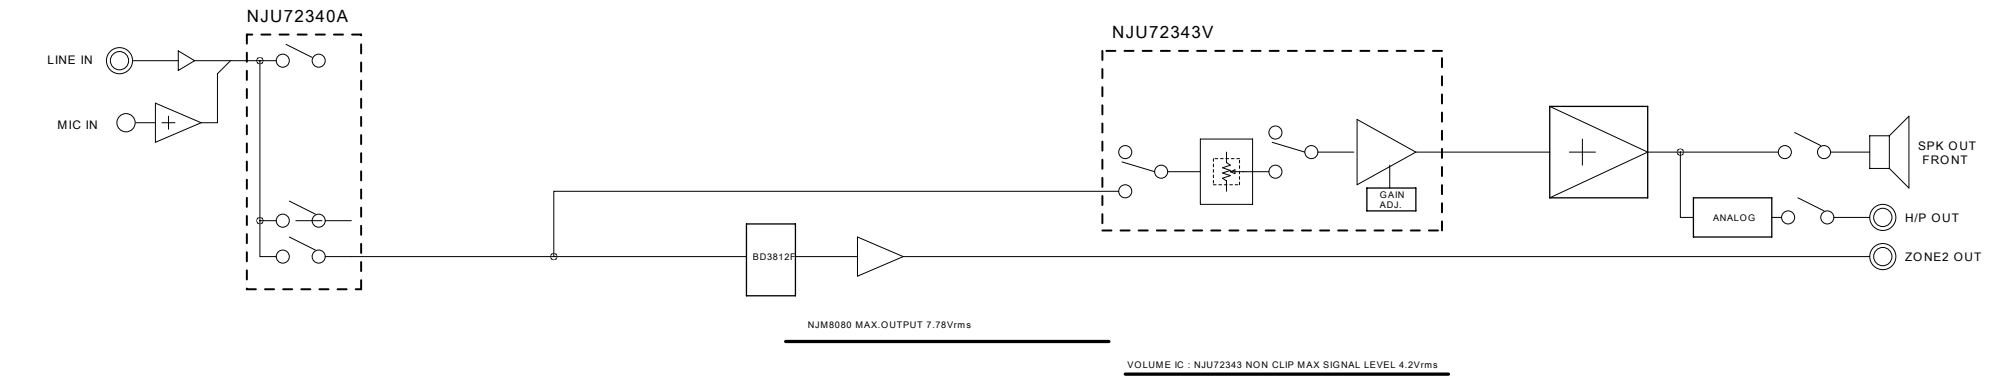 NJU72340A
NJU72343V
LINE IN
MIC IN
SPK OUT
FRONT
GAIN
ADJ.
ANALOG
H/P OUT
BD3812F
ZONE2 OUT
NJM8080 MAX.OUTPUT 7.78Vrms
VOLUME IC : NJU72343 NON CLIP MAX SIGNAL LEVEL 4.2Vrms